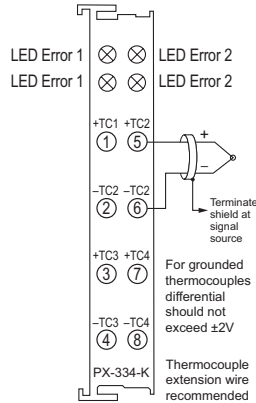 LED Error 1 LED Error 2
LED Error 1 LED Error 2
+TC1 +TC2
1 5
+
−
−TC2 −TC2
2 6
Terminate
shield at
signal
source
+TC3 +TC4
3 7
For grounded
thermocouples
differential
should not
exceed ±2V
−TC3 −TC4
4 8
PX-334-K
Thermocouple
extension wire
recommended